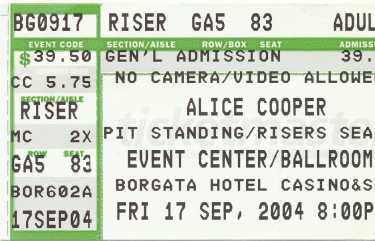 BG0917 RISER GA5 83 ADUL
EVENT CODE SECTION/AISLE ROW/BOX SEAT ADMISS
$39.50 GEN'L ADMISSION 39.
CC 5.75 NO CAMERA/VIDEO ALLOWE
SECTION/AISLE
RISER ALICE COOPER
MC 2X PIT STANDING/RISERS SEA
ROW SEAT
GA5 83 EVENT CENTER/BALLROOM
BOR602A BORGATA HOTEL CASINO&S
17SEP04 FRI 17 SEP, 2004 8:00P
ticketmaster